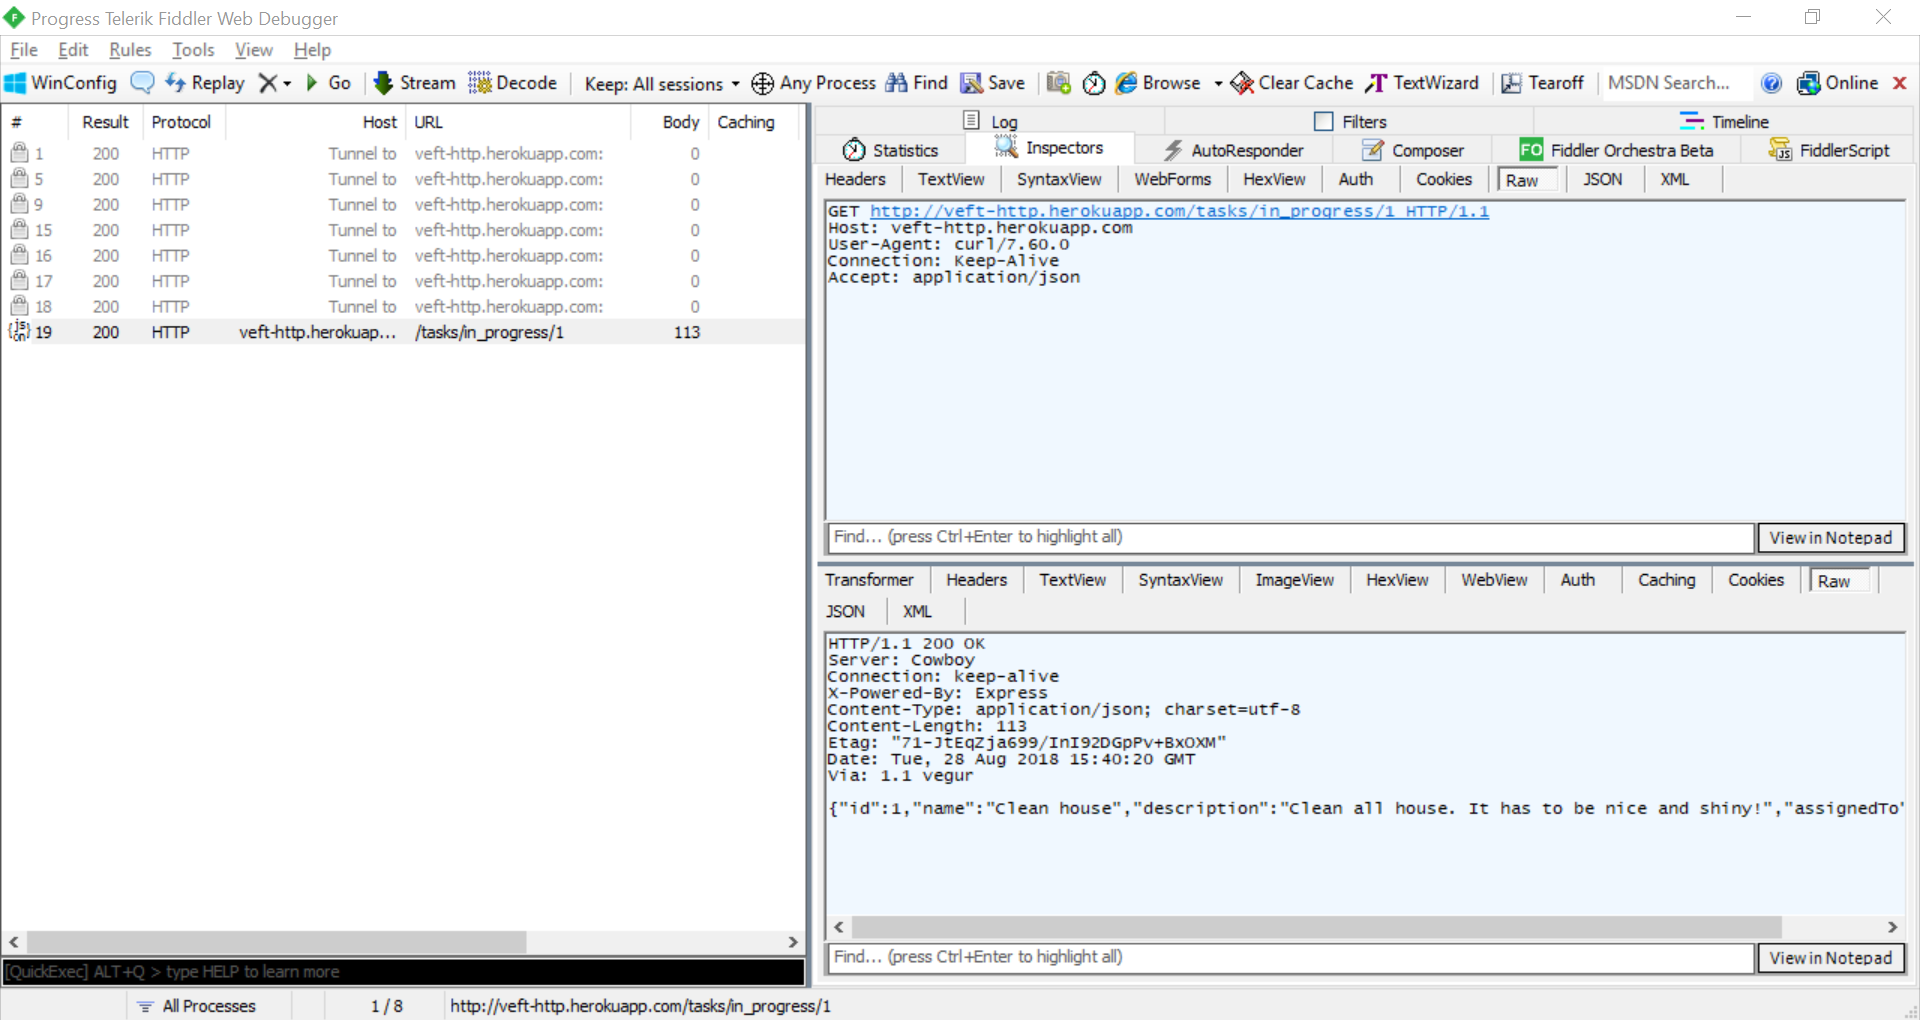 Progress Telerik Fiddler Web Debugger
File Edit Rules Tools View Help
WinConfig Replay Go Stream Decode Keep: All sessions Any Process Find Save Browse Clear Cache TextWizard Tearoff MSDN Search... Online
# Result Protocol Host URL Body Caching
1 200 HTTP Tunnel to veft-http.herokuapp.com: 0
5 200 HTTP Tunnel to veft-http.herokuapp.com: 0
9 200 HTTP Tunnel to veft-http.herokuapp.com: 0
15 200 HTTP Tunnel to veft-http.herokuapp.com: 0
16 200 HTTP Tunnel to veft-http.herokuapp.com: 0
17 200 HTTP Tunnel to veft-http.herokuapp.com: 0
18 200 HTTP Tunnel to veft-http.herokuapp.com: 0
19 200 HTTP veft-http.herokuap... /tasks/in_progress/1 113
[QuickExec] ALT+Q > type HELP to learn more
Log Filters Timeline
Statistics Inspectors AutoResponder Composer FO Fiddler Orchestra Beta FiddlerScript
Headers TextView SyntaxView WebForms HexView Auth Cookies Raw JSON XML
GET http://veft-http.herokuapp.com/tasks/in_progress/1 HTTP/1.1
Host: veft-http.herokuapp.com
User-Agent: curl/7.60.0
Connection: Keep-Alive
Accept: application/json
Find... (press Ctrl+Enter to highlight all) View in Notepad
Transformer Headers TextView SyntaxView ImageView HexView WebView Auth Caching Cookies Raw
JSON XML
HTTP/1.1 200 OK
Server: Cowboy
Connection: keep-alive
X-Powered-By: Express
Content-Type: application/json; charset=utf-8
Content-Length: 113
Etag: "71-JtEqZja699/InI92DGpPv+BxOXM"
Date: Tue, 28 Aug 2018 15:40:20 GMT
Via: 1.1 vegur
{"id":1,"name":"Clean house","description":"Clean all house. It has to be nice and shiny!","assignedTo"
Find... (press Ctrl+Enter to highlight all) View in Notepad
All Processes 1 / 8 http://veft-http.herokuapp.com/tasks/in_progress/1